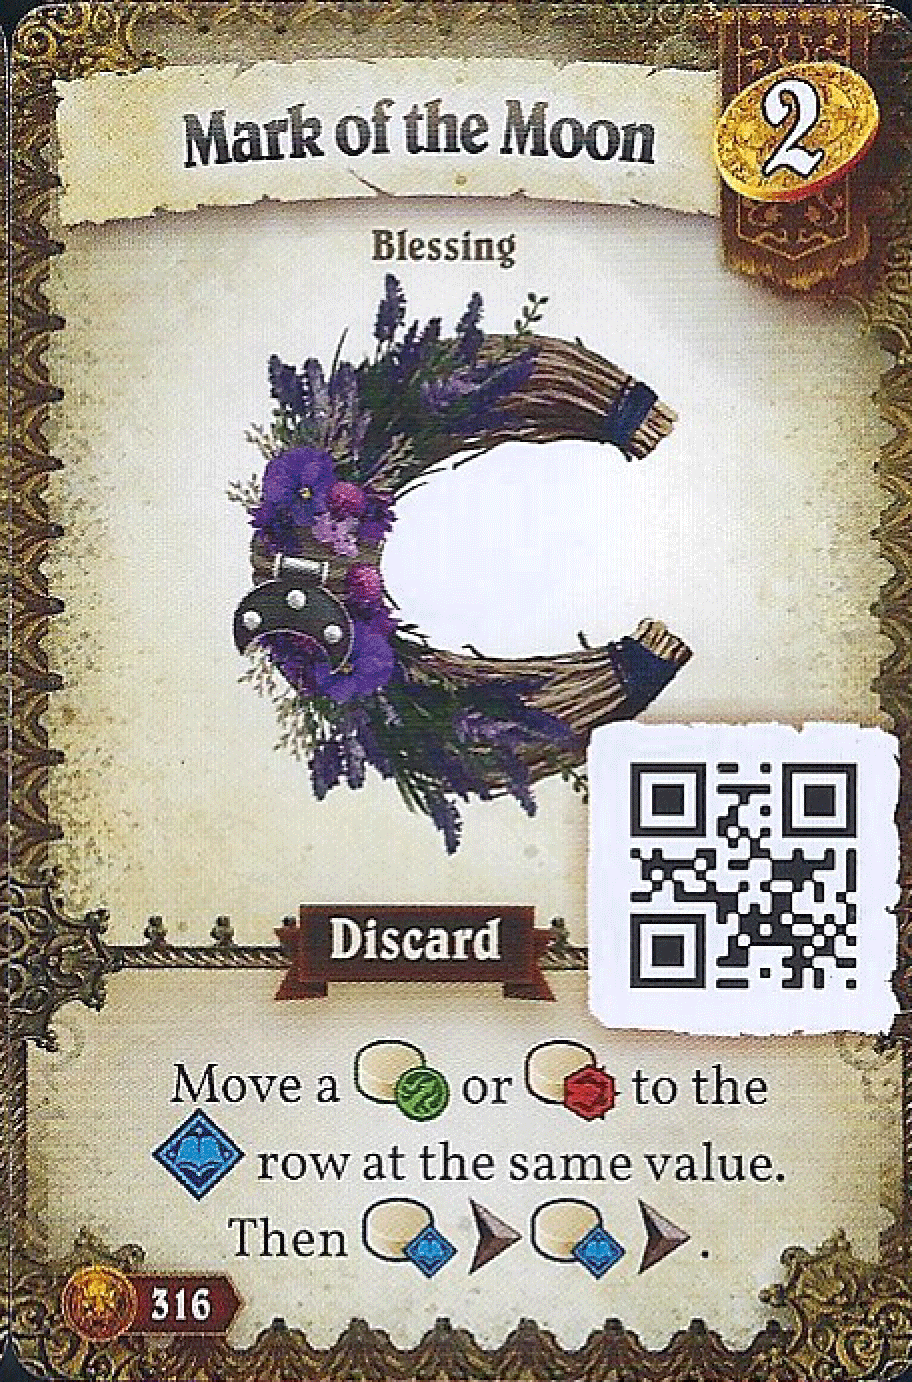 Mark of the Moon
2
Blessing
Discard
Move a or to the
row at the same value.
Then .
316